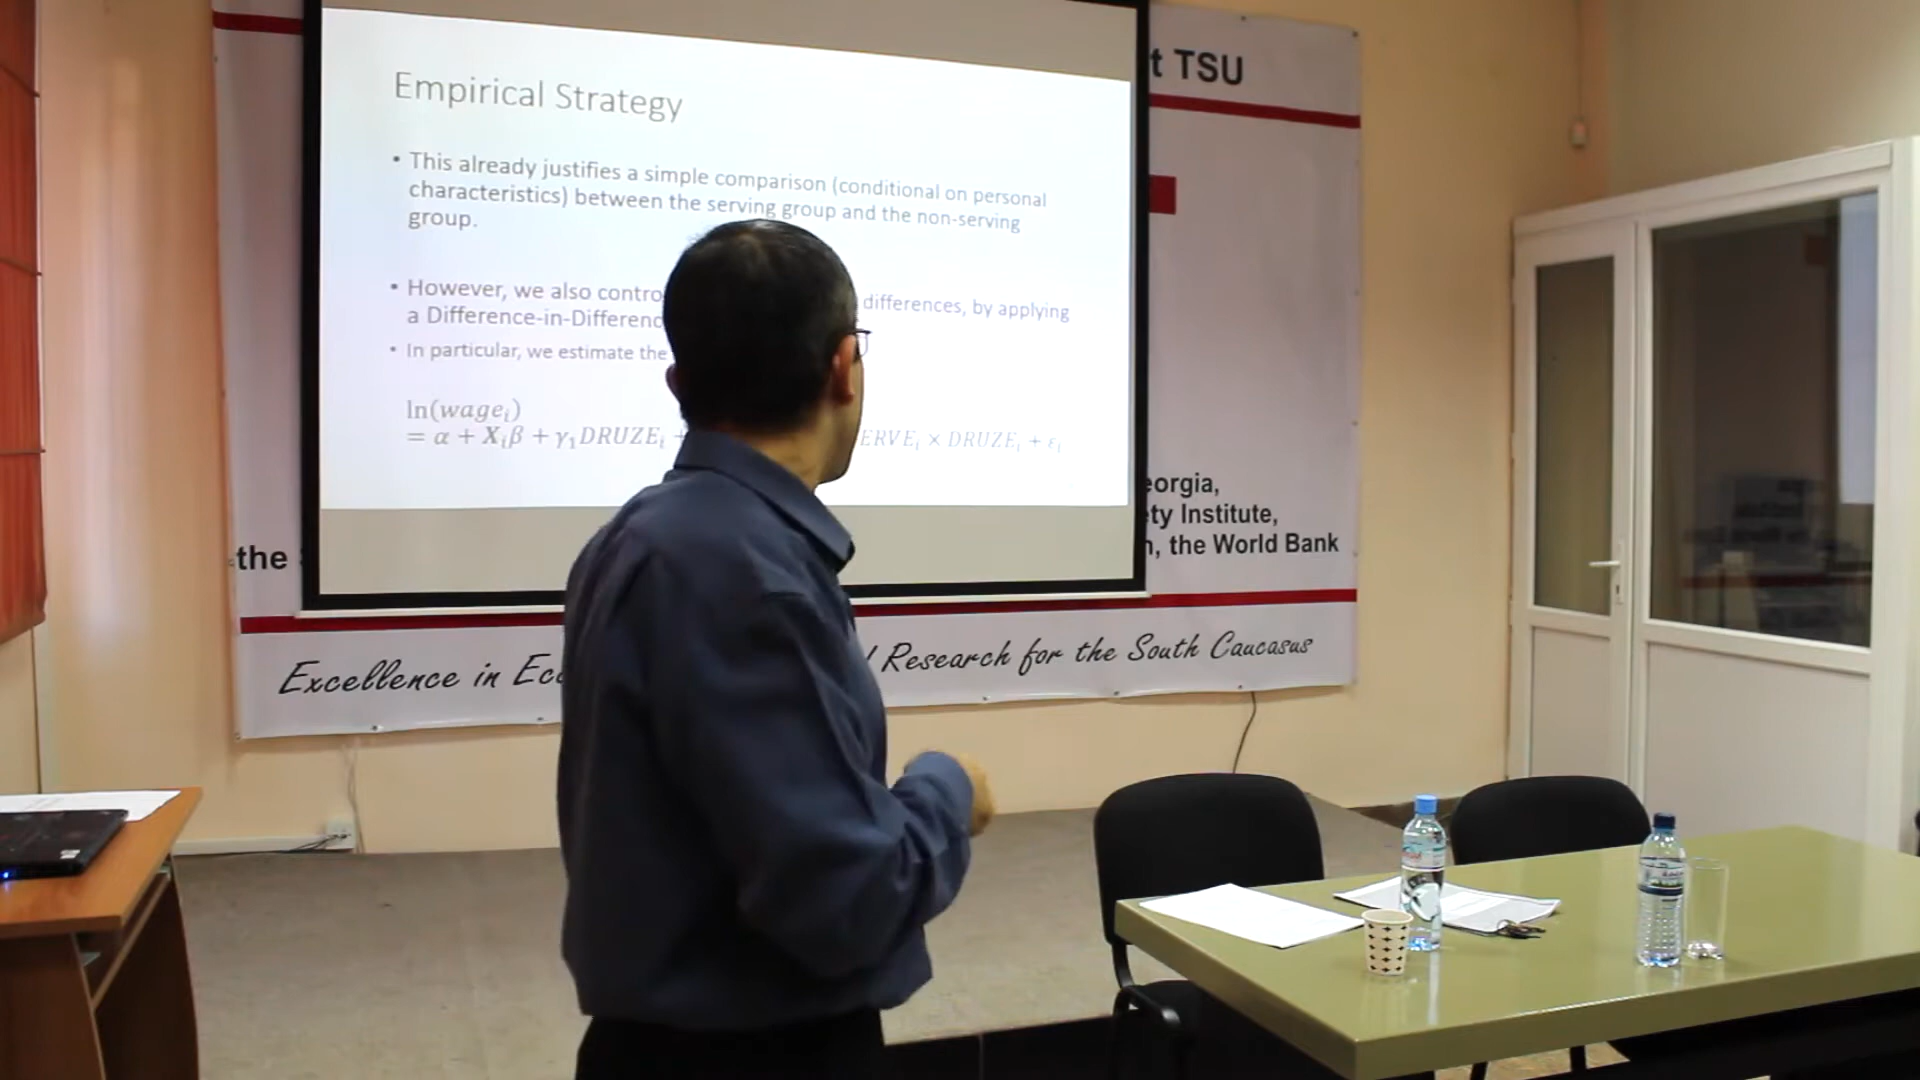 t TSU
Empirical Strategy
• This already justifies a simple comparison (conditional on personal
characteristics) between the serving group and the non-serving
group.
• However, we also contro differences, by applying
a Difference-in-Differenc
• In particular, we estimate the
ln(wageᵢ)
= α + Xᵢβ + γ₁DRUZEᵢ + ERVEᵢ × DRUZEᵢ + εᵢ
eorgia,
ty Institute,
the
n, the World Bank
Excellence in Ec Research for the South Caucasus